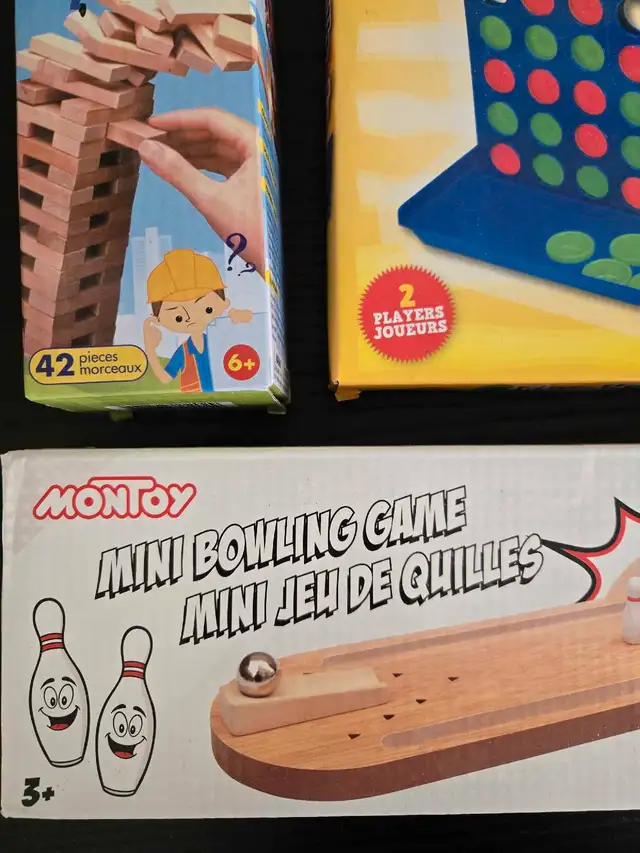 ?
42 pieces
morceaux
6+
2
PLAYERS
JOUEURS
MONTOY
MINI BOWLING GAME
MINI JEU DE QUILLES
3+